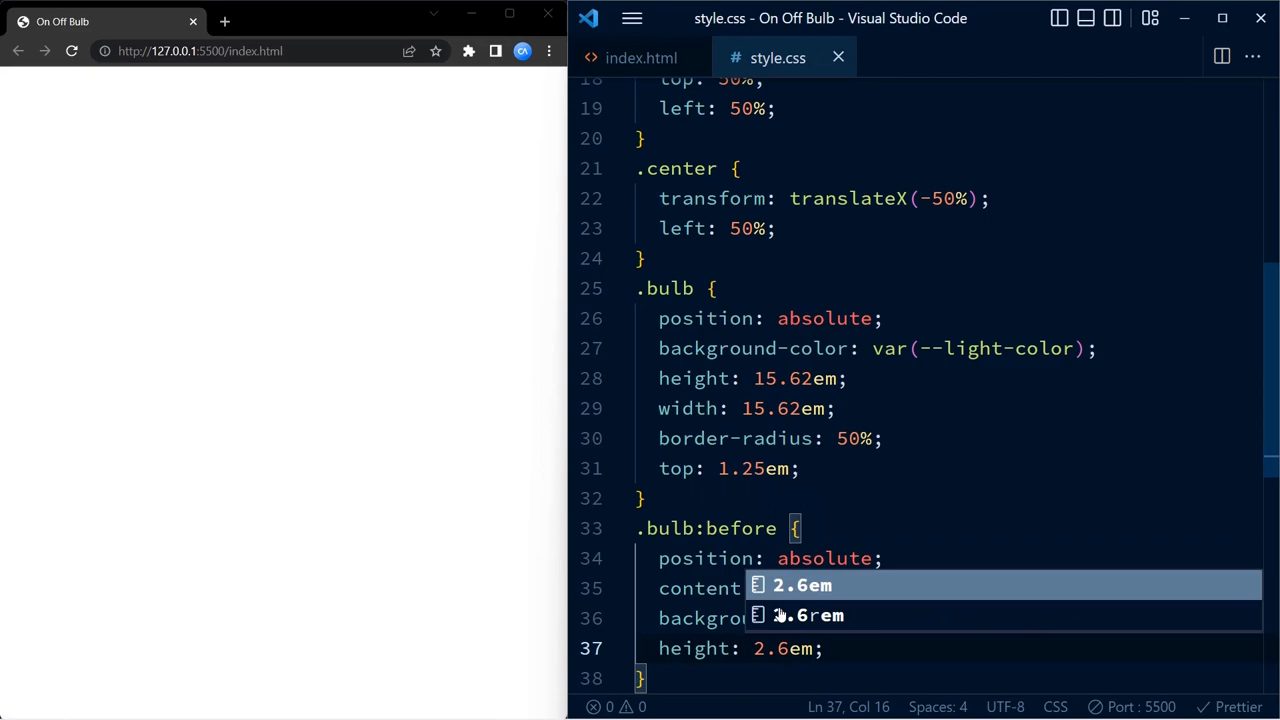 On Off Bulb
http://127.0.0.1:5500/index.html
style.css - On Off Bulb - Visual Studio Code
index.html
# style.css
18 top: 50%;
19 left: 50%;
20 }
21 .center {
22 transform: translateX(-50%);
23 left: 50%;
24 }
25 .bulb {
26 position: absolute;
27 background-color: var(--light-color);
28 height: 15.62em;
29 width: 15.62em;
30 border-radius: 50%;
31 top: 1.25em;
32 }
33 .bulb:before {
34 position: absolute;
2.6em
35 content
.6rem
36 backgrou
37 height: 2.6em;
38 }
0 0 Ln 37, Col 16 Spaces: 4 UTF-8 CSS Port : 5500 Prettier